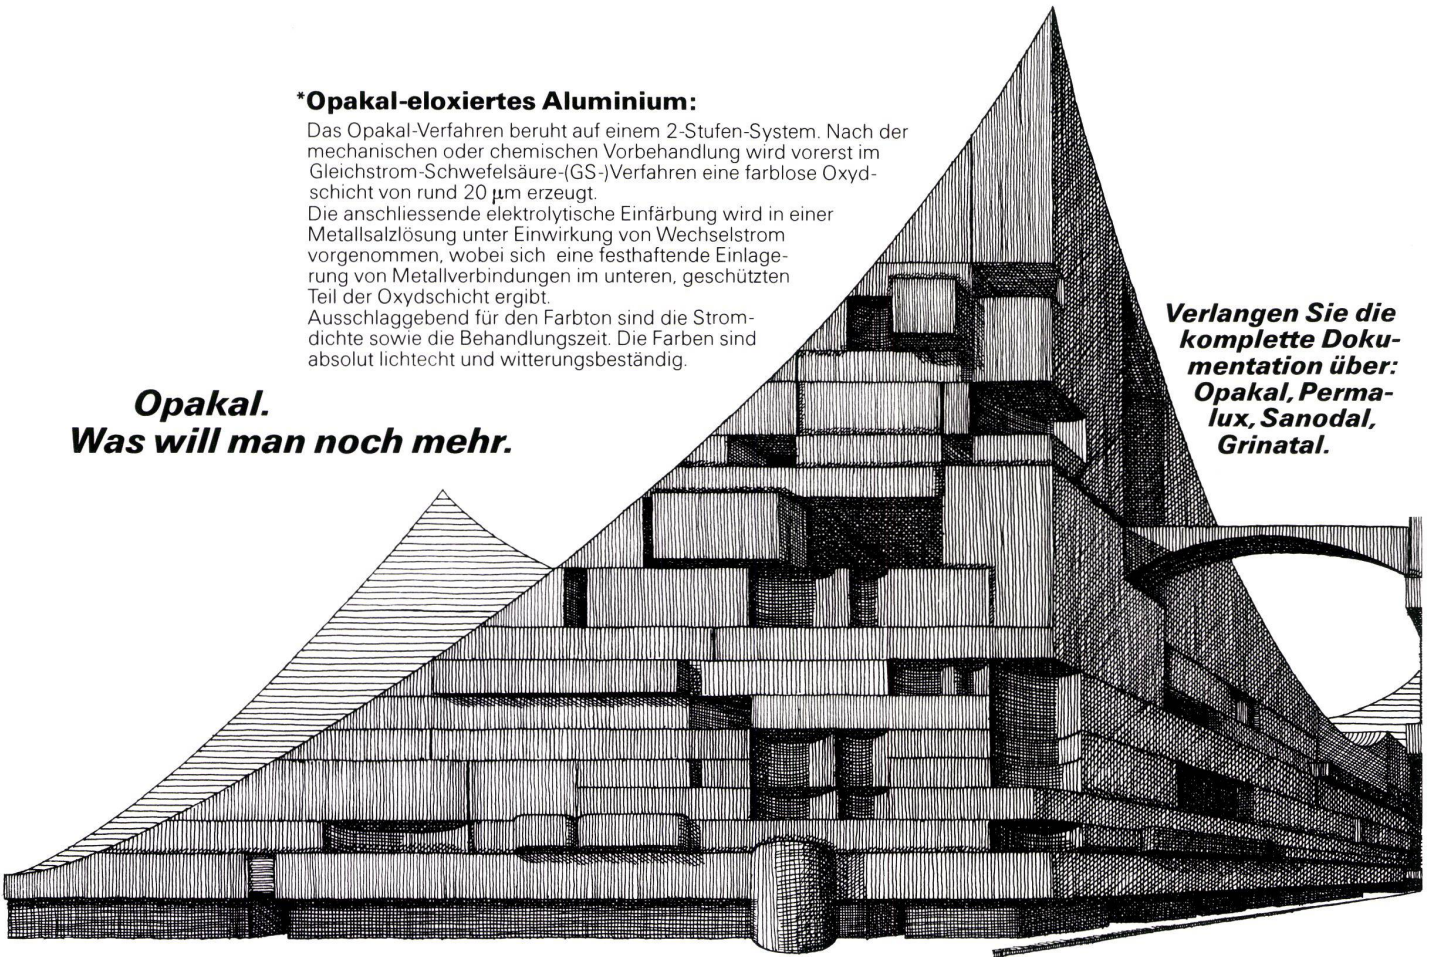 *Opakal-eloxiertes Aluminium:
Das Opakal-Verfahren beruht auf einem 2-Stufen-System. Nach der
mechanischen oder chemischen Vorbehandlung wird vorerst im
Gleichstrom-Schwefelsäure-(GS-)Verfahren eine farblose Oxyd-
schicht von rund 20 µm erzeugt.
Die anschliessende elektrolytische Einfärbung wird in einer
Metallsalzlösung unter Einwirkung von Wechselstrom
vorgenommen, wobei sich eine festhaftende Einlage-
rung von Metallverbindungen im unteren, geschützten
Teil der Oxydschicht ergibt.
Ausschlaggebend für den Farbton sind die Strom-
dichte sowie die Behandlungszeit. Die Farben sind
absolut lichtecht und witterungsbeständig.
Opakal.
Was will man noch mehr.
Verlangen Sie die
komplette Doku-
mentation über:
Opakal, Perma-
lux, Sanodal,
Grinatal.